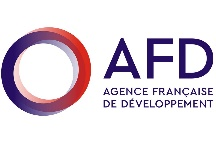 AFD
AGENCE FRANÇAISE
DE DÉVELOPPEMENT